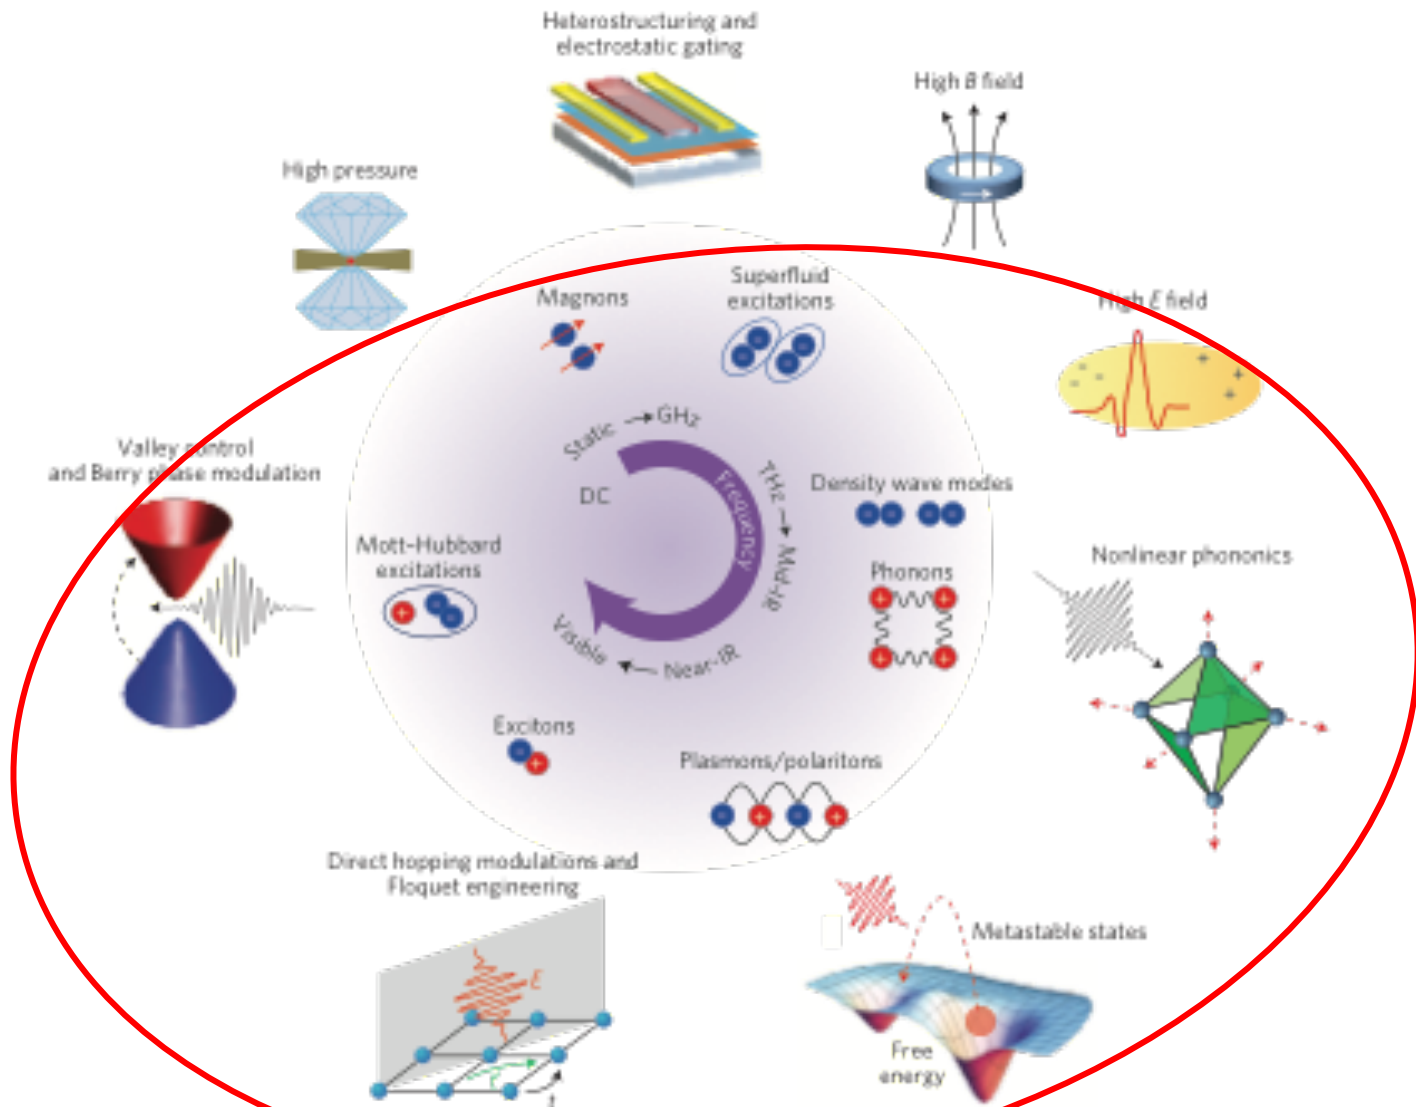 Heterostructuring and
electrostatic gating
High B field
High pressure
Superfluid
excitations
Magnons
High E field
Valley control
and Berry phase modulation
Static → GHz
THz → Mid-IR
Frequency
DC
Density wave modes
Mott-Hubbard
excitations
Nonlinear phononics
Phonons
Visible ← Near-IR
Excitons
Plasmons/polaritons
Direct hopping modulations and
Floquet engineering
Metastable states
E
Free
energy
t